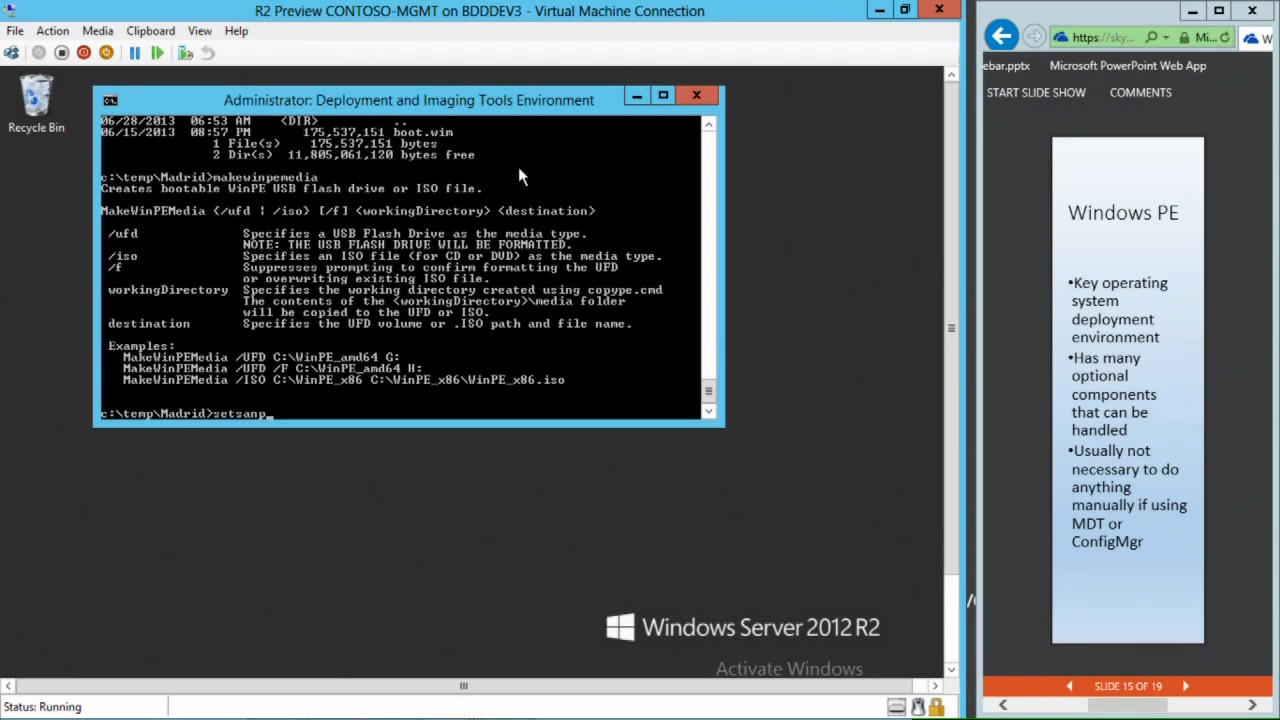 R2 Preview CONTOSO-MGMT on BDDDEV3 - Virtual Machine Connection
File Action Media Clipboard View Help
Recycle Bin
Administrator: Deployment and Imaging Tools Environment
06/28/2013 06:53 AM <DIR> ..
06/15/2013 08:57 PM 175,537,151 boot.wim
1 File(s) 175,537,151 bytes
2 Dir(s) 11,805,061,120 bytes free
c:\temp\Madrid>makewinpemedia
Creates bootable WinPE USB flash drive or ISO file.
MakeWinPEMedia {/ufd | /iso} [/f] <workingDirectory> <destination>
/ufd Specifies a USB Flash Drive as the media type.
NOTE: THE USB FLASH DRIVE WILL BE FORMATTED.
/iso Specifies an ISO file (for CD or DVD) as the media type.
/f Suppresses prompting to confirm formatting the UFD
or overwriting existing ISO file.
workingDirectory Specifies the working directory created using copype.cmd
The contents of the <workingDirectory>\media folder
will be copied to the UFD or ISO.
destination Specifies the UFD volume or .ISO path and file name.
Examples:
MakeWinPEMedia /UFD C:\WinPE_amd64 G:
MakeWinPEMedia /UFD /F C:\WinPE_amd64 H:
MakeWinPEMedia /ISO C:\WinPE_x86 C:\WinPE_x86\WinPE_x86.iso
c:\temp\Madrid>setsanp_
Windows Server 2012 R2
Activate Windows
Status: Running
https://sky... Mi... W
ebar.pptx Microsoft PowerPoint Web App
START SLIDE SHOW COMMENTS
Windows PE
•Key operating
system
deployment
environment
•Has many
optional
components
that can be
handled
•Usually not
necessary to do
anything
manually if using
MDT or
ConfigMgr
SLIDE 15 OF 19